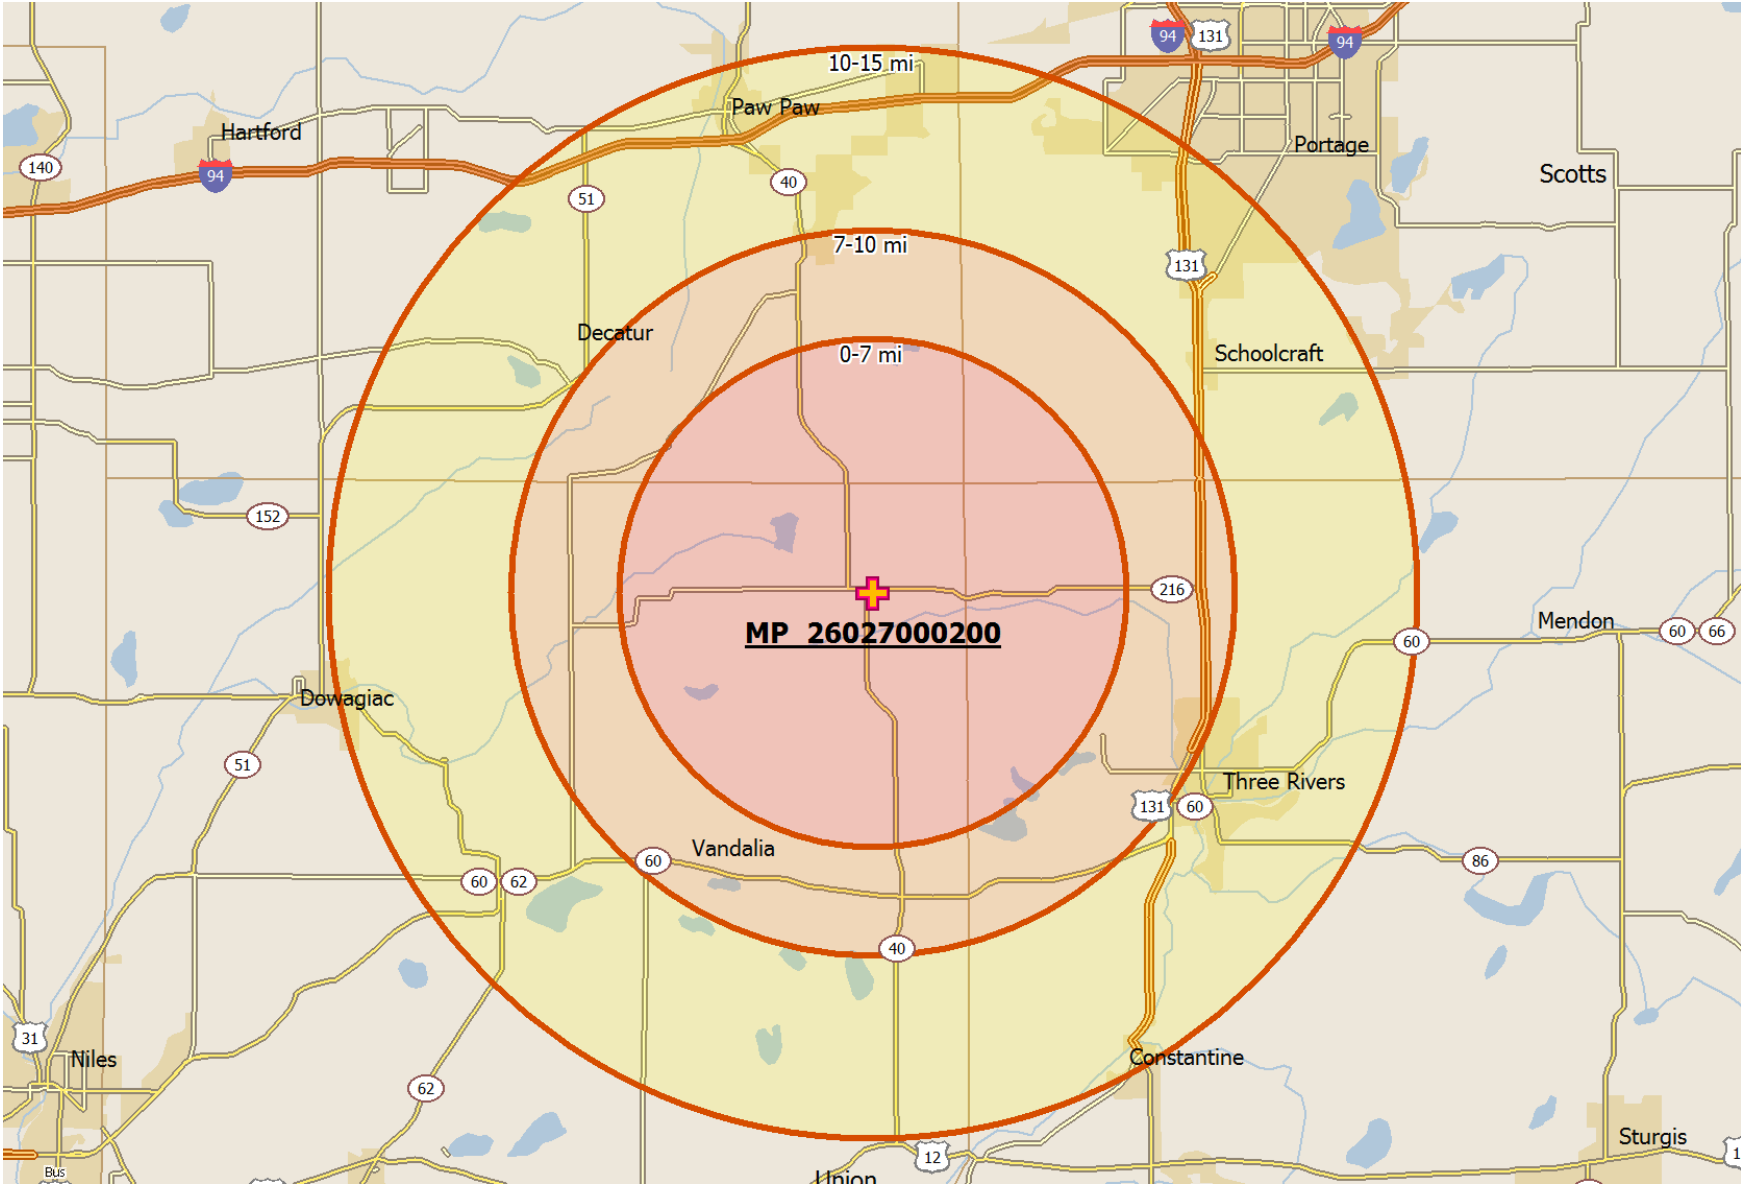 94
131
94
10-15 mi
Paw Paw
Hartford
Portage
140
94
Scotts
40
51
7-10 mi
131
Decatur
0-7 mi
Schoolcraft
152
216
Mendon
60
66
MP_26027000200
60
Dowagiac
51
Three Rivers
131
60
Vandalia
60
86
60
62
40
31
Niles
Constantine
62
Sturgis
12
1
Bus
Union